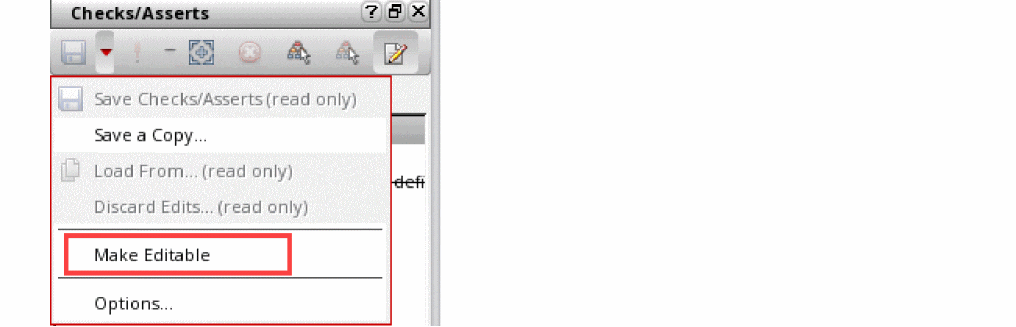 Checks/Asserts
Save Checks/Asserts (read only)
Save a Copy...
Load From... (read only)
defi
Discard Edits... (read only)
Make Editable
Options...